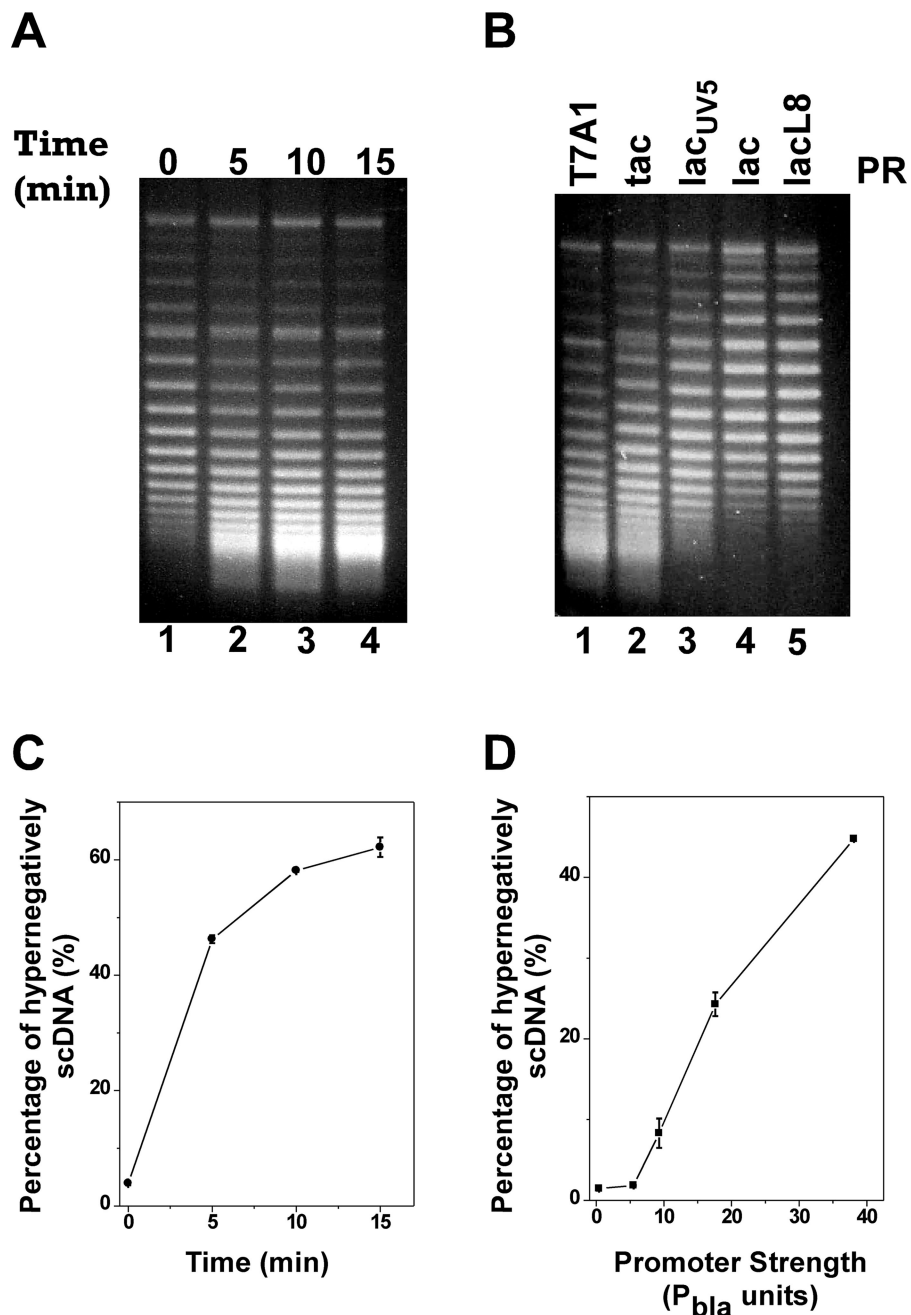 A
Time
(min)
0 5 10 15
1 2 3 4
B
T7A1 tac lacUV5 lac lacL8 PR
1 2 3 4 5
C
Percentage of hypernegatively
scDNA (%)
60
40
20
0
0 5 10 15
Time (min)
D
Percentage of hypernegatively
scDNA (%)
40
20
0
0 10 20 30 40
Promoter Strength
(Pbla units)